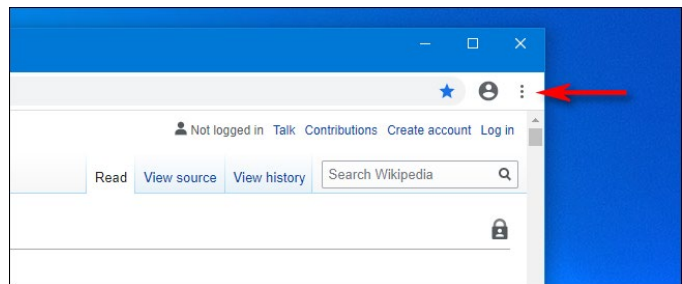 Not logged in Talk Contributions Create account Log in
Read View source View history Search Wikipedia